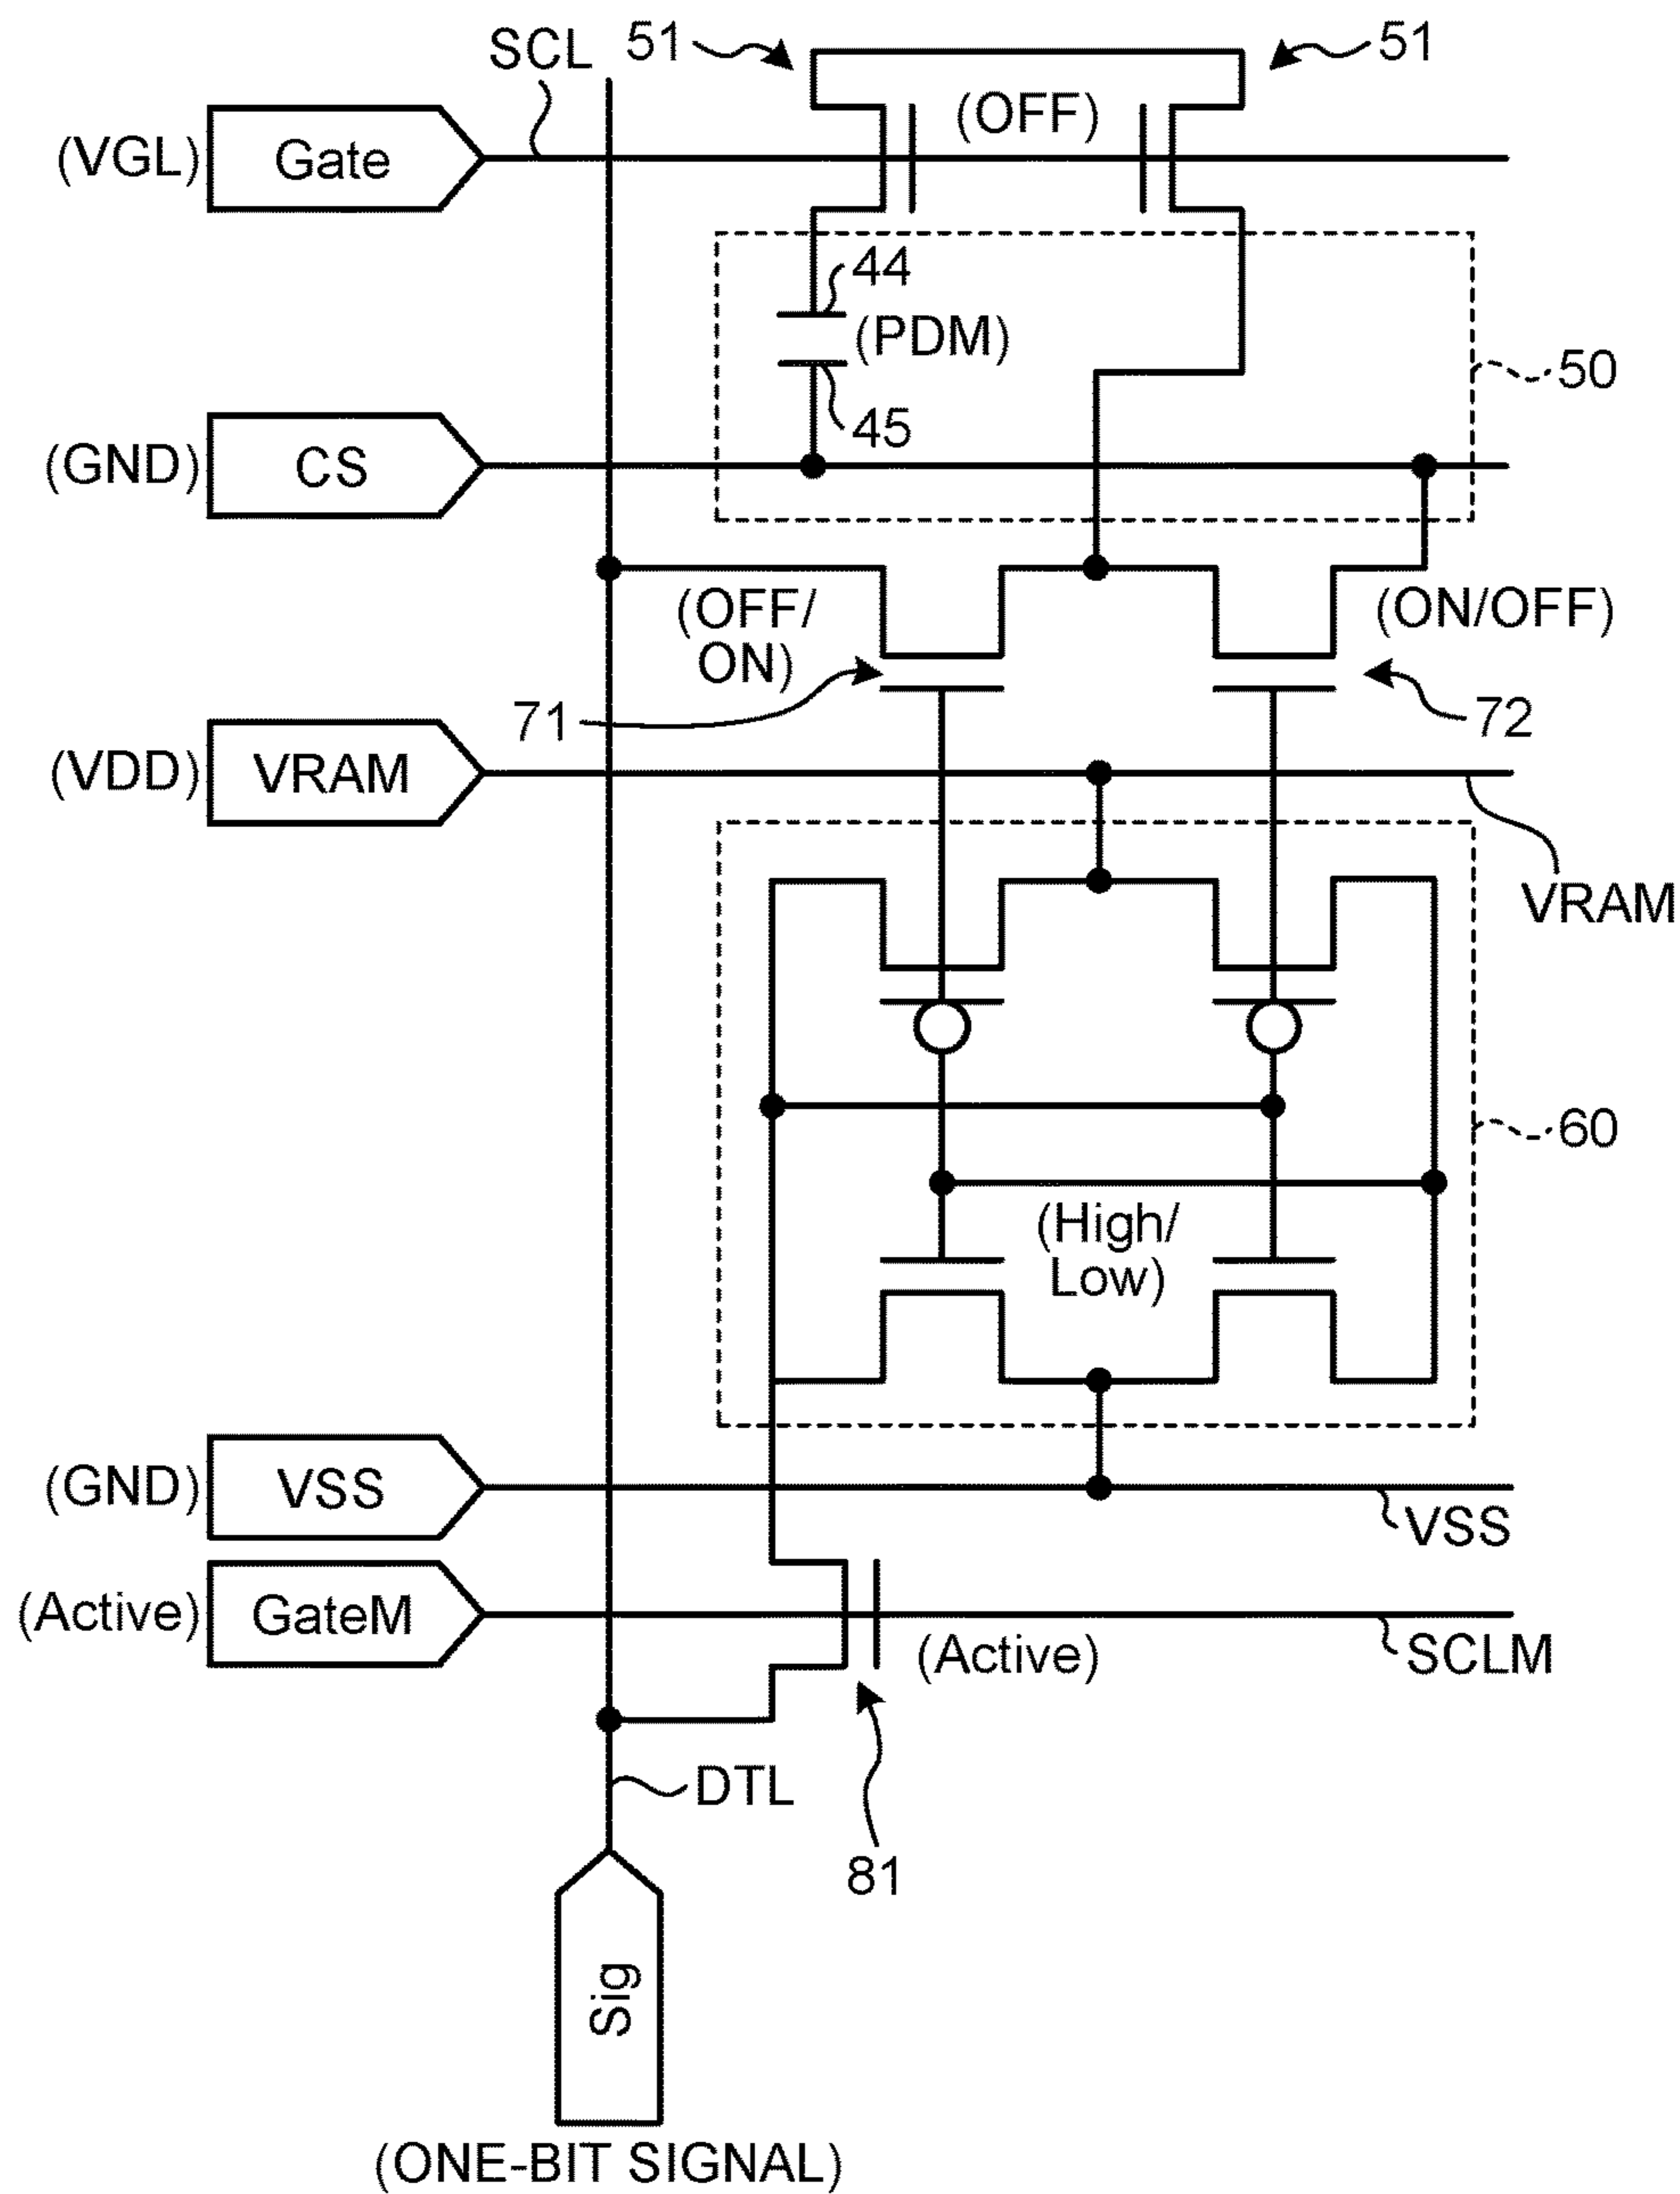 SCL
51
51
(VGL)
Gate
(OFF)
44
(PDM)
50
45
(GND)
CS
(OFF/
ON)
(ON/OFF)
71
72
(VDD)
VRAM
VRAM
60
(High/
Low)
(GND)
VSS
VSS
(Active)
GateM
(Active)
SCLM
DTL
81
Sig
(ONE-BIT SIGNAL)